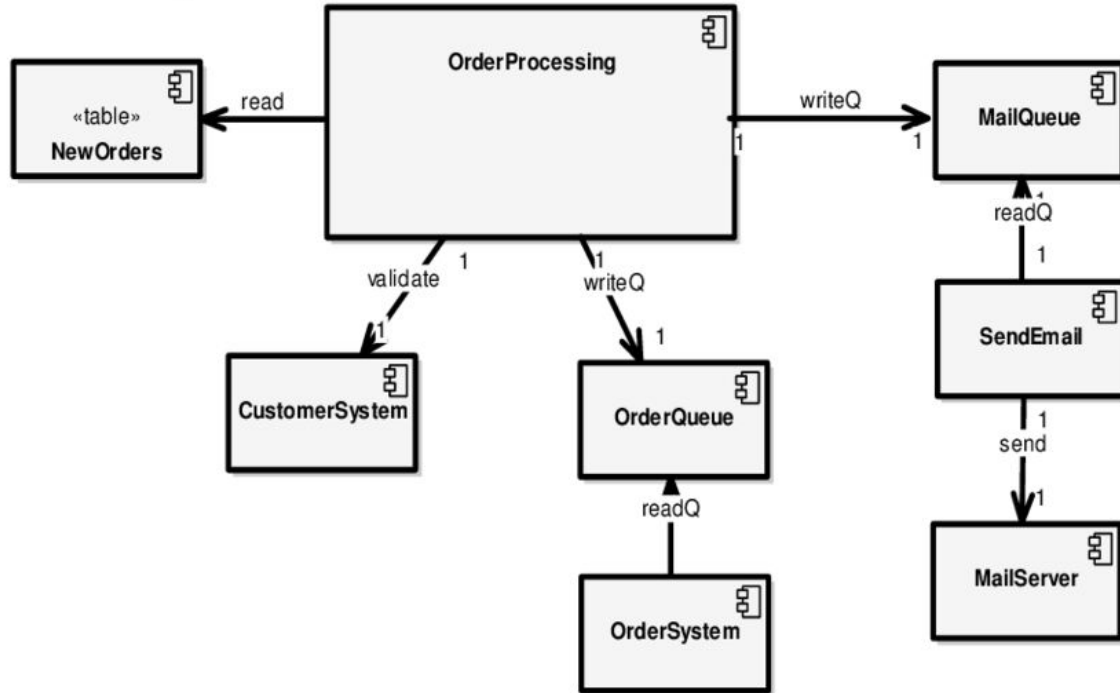 OrderProcessing
«table»
NewOrders
read
writeQ
1
1
MailQueue
readQ
1
validate
1
1
writeQ
1
1
SendEmail
CustomerSystem
OrderQueue
1
send
1
readQ
MailServer
OrderSystem